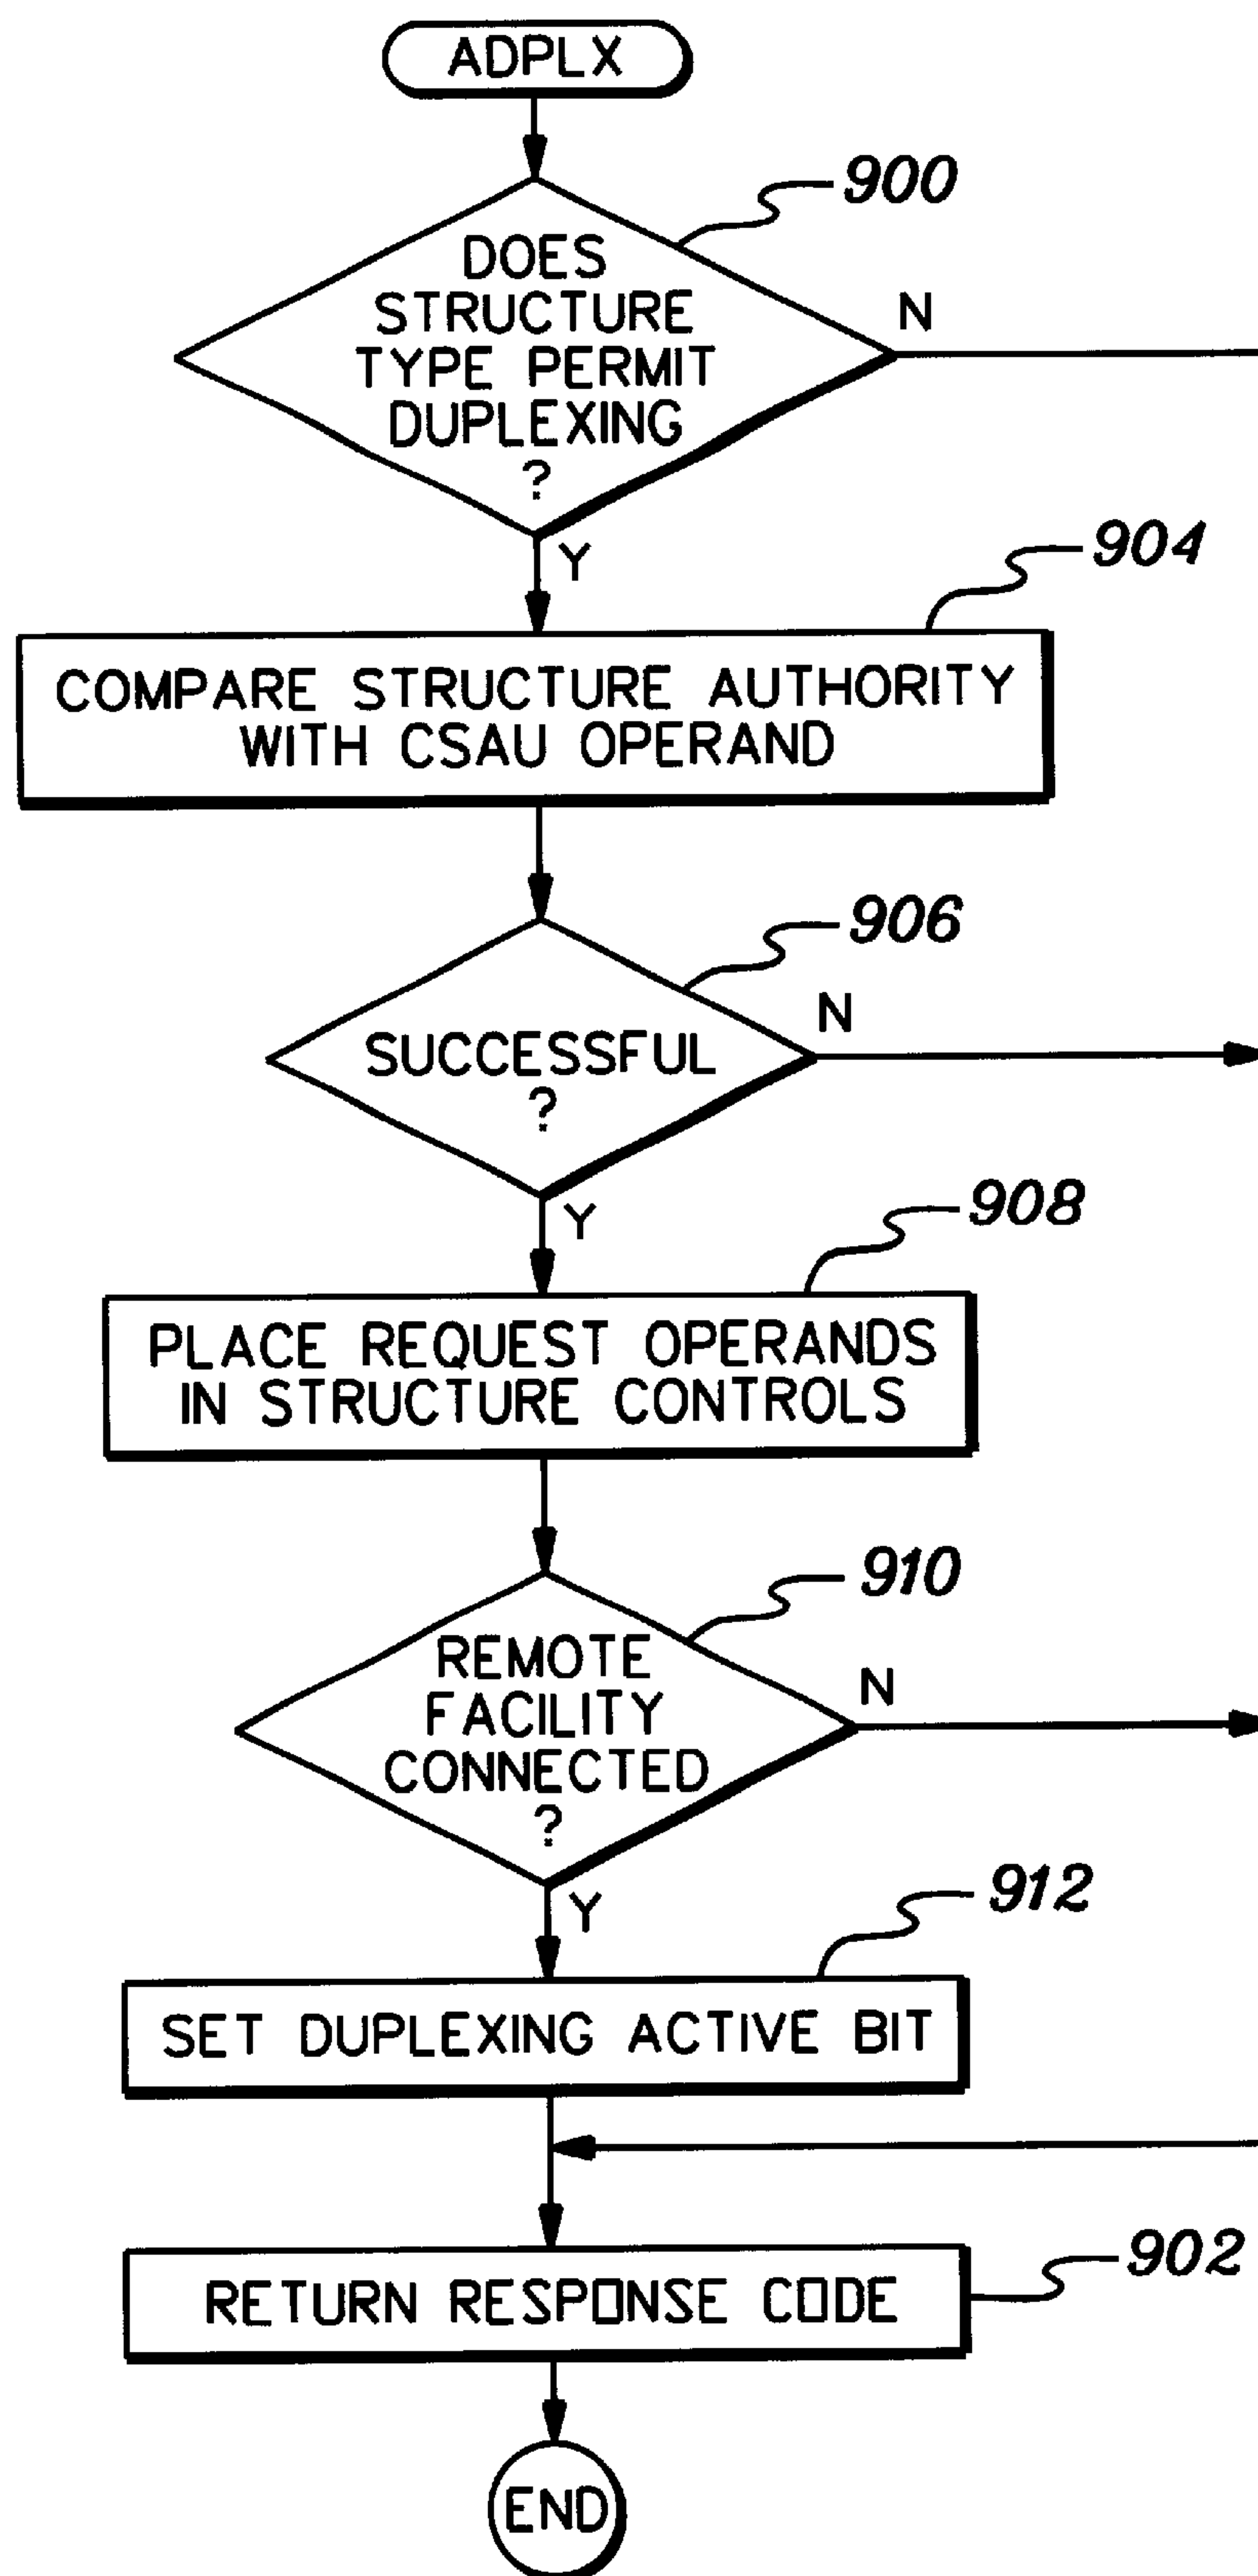 ADPLX
900
DOES
STRUCTURE
TYPE PERMIT
DUPLEXING
?
N
Y
904
COMPARE STRUCTURE AUTHORITY
WITH CSAU OPERAND
906
SUCCESSFUL
?
N
Y
908
PLACE REQUEST OPERANDS
IN STRUCTURE CONTROLS
910
REMOTE
FACILITY
CONNECTED
?
N
Y
912
SET DUPLEXING ACTIVE BIT
902
RETURN RESPONSE CODE
END